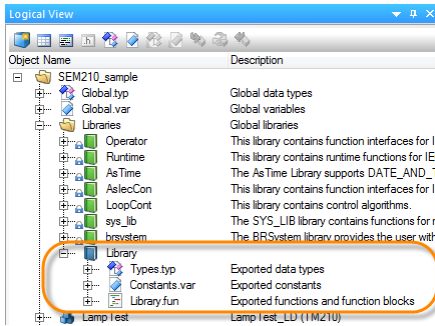 Logical View
Object Name Description
SEM210_sample
Global.typ Global data types
Global.var Global variables
Libraries Global libraries
Operator This library contains function interfaces for I
Runtime This library contains runtime functions for IE
AsTime The AsTime Library supports DATE_AND_T
AsIecCon This library contains function interfaces for I
LoopCont This library contains control algorithms.
sys_lib The SYS_LIB library contains functions for r
brsystem The BRSystem library provides the user with
Library
Types.typ Exported data types
Constants.var Exported constants
Library.fun Exported functions and function blocks
LampTest LampTest_LD (TM210)